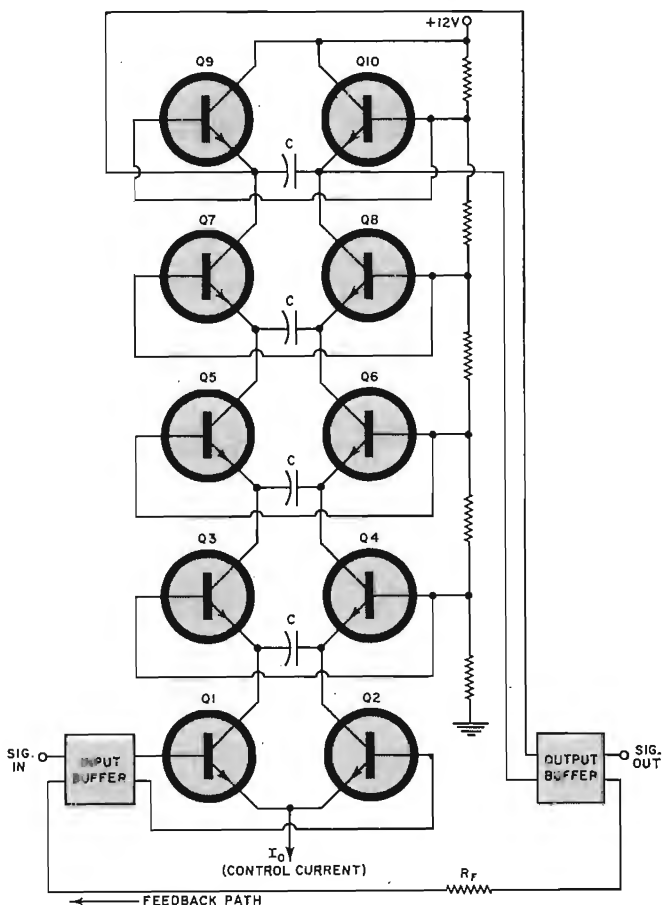 +12V
Q9
Q10
C
Q7
Q8
C
Q5
Q6
C
Q3
Q4
C
Q1
Q2
SIG. IN
INPUT BUFFER
OUTPUT BUFFER
SIG. OUT
I₀
(CONTROL CURRENT)
R_F
FEEDBACK PATH